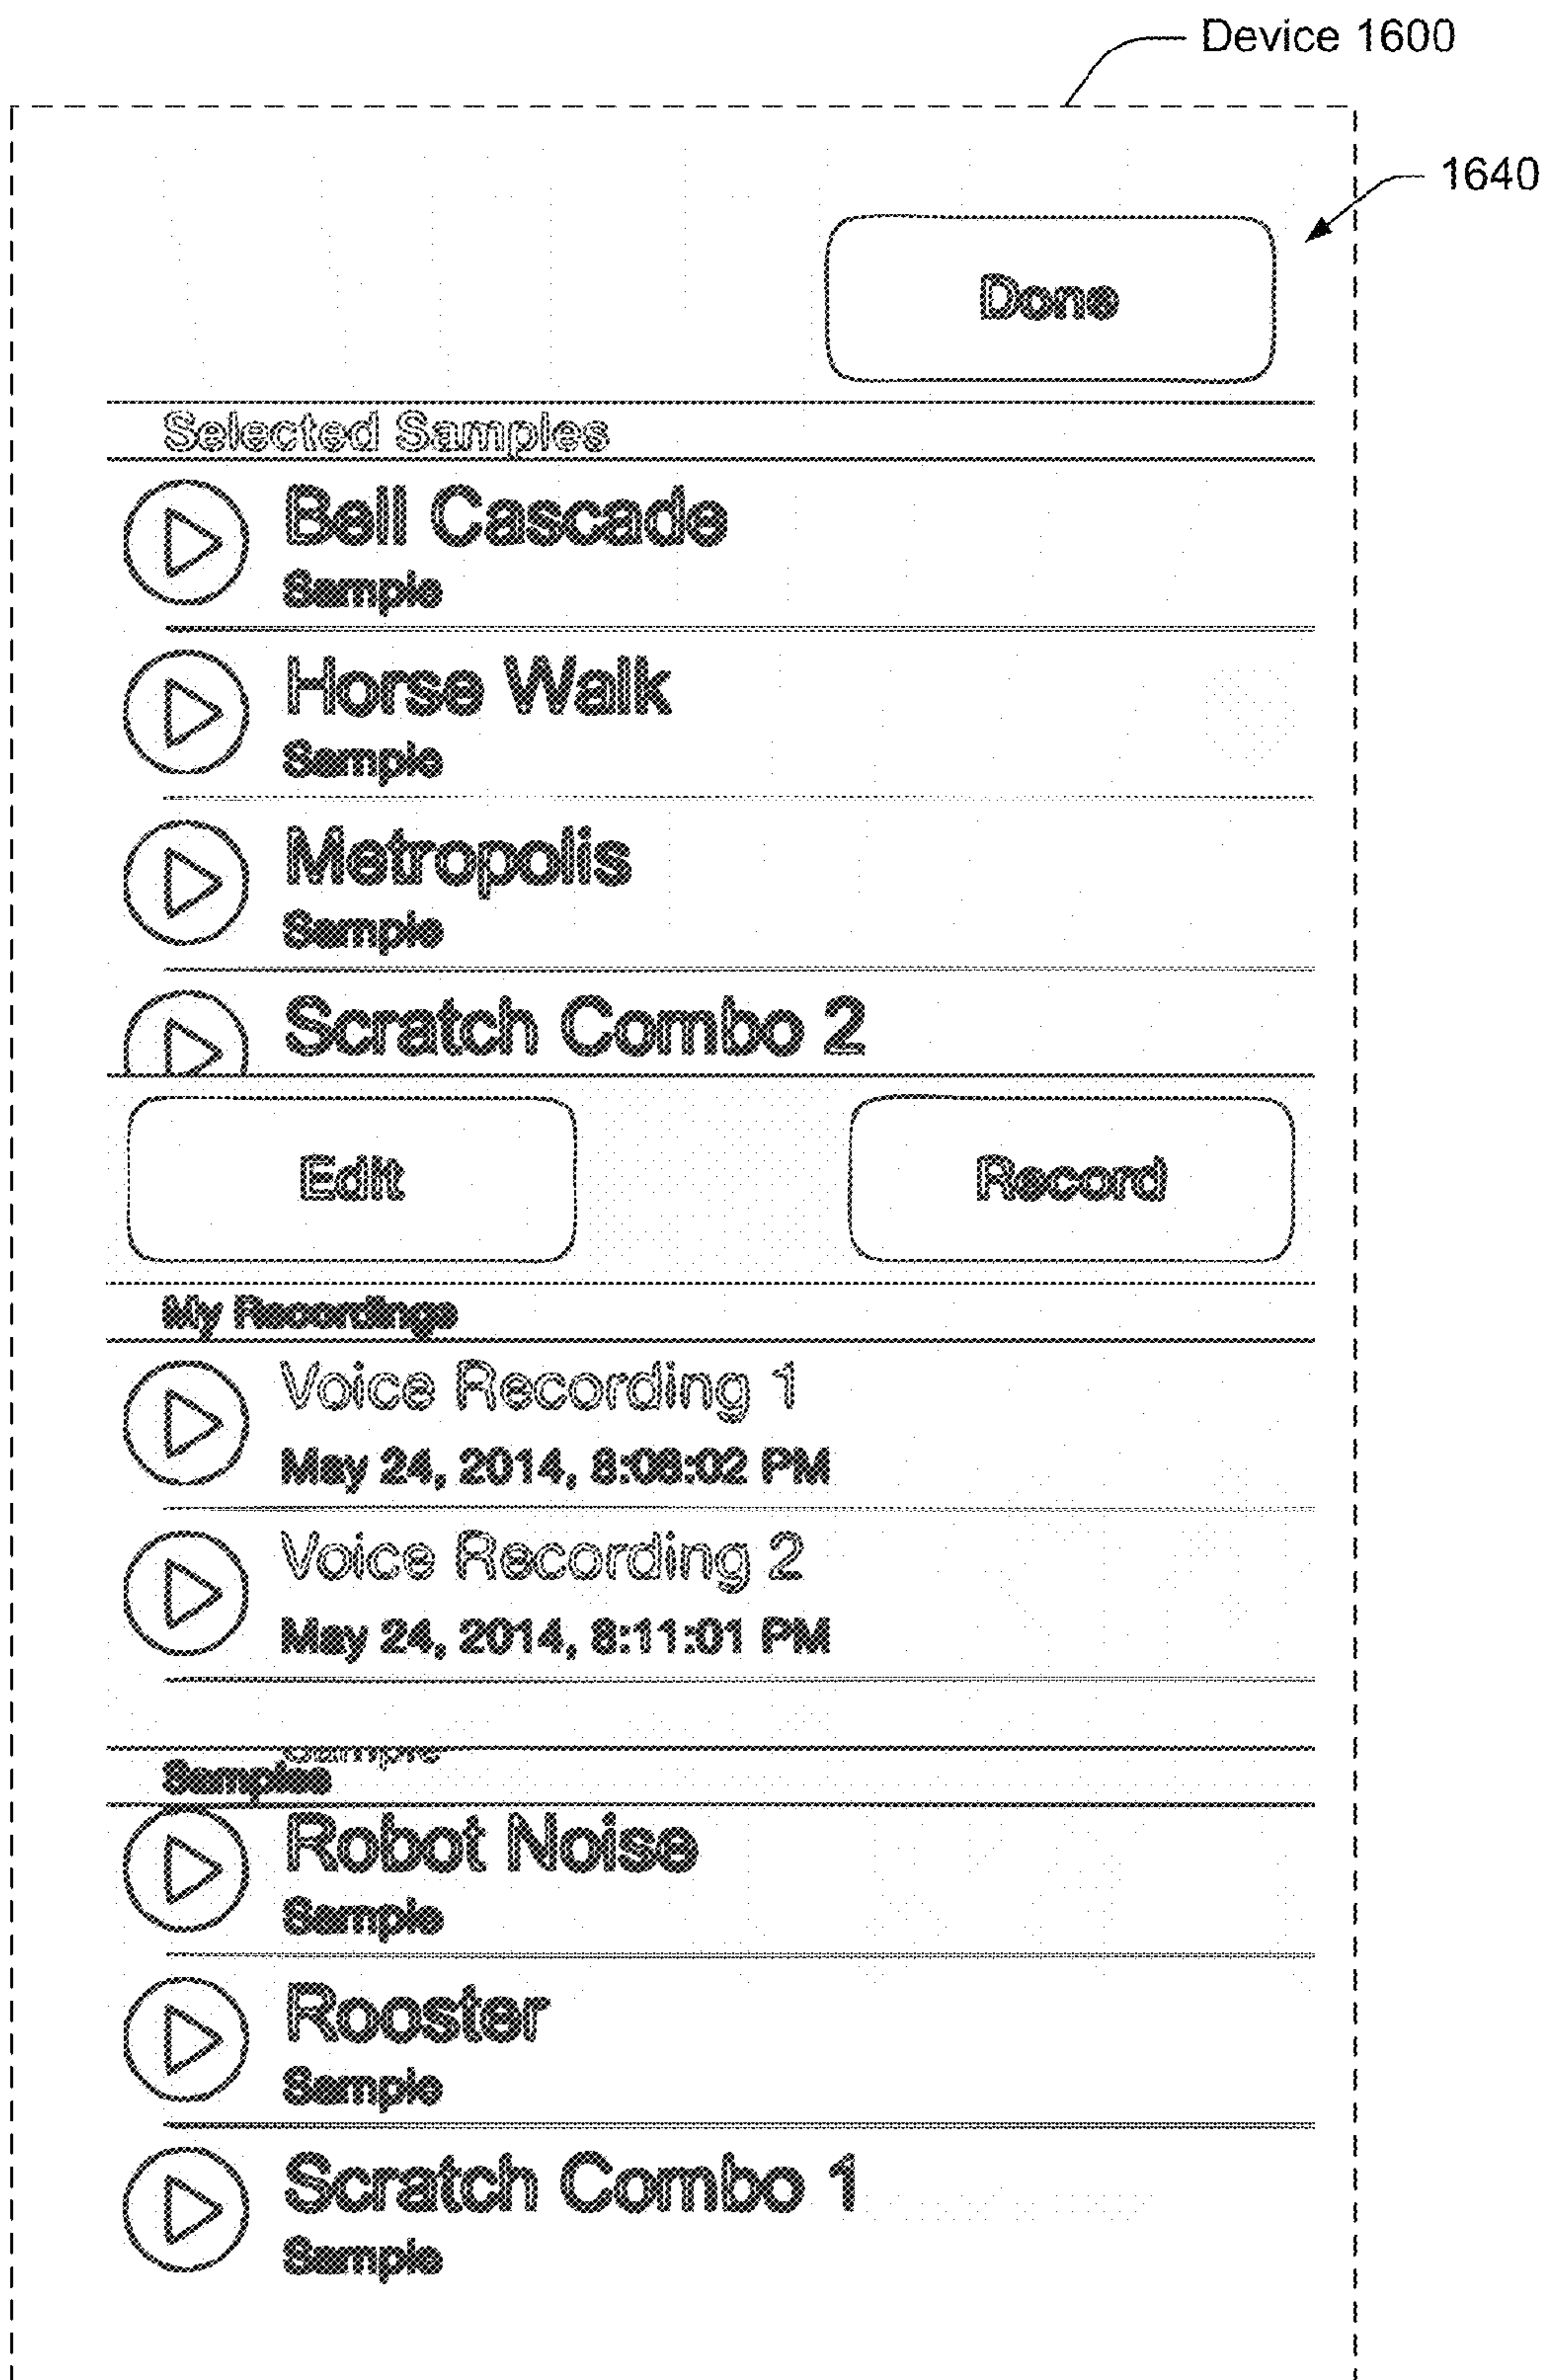 Device 1600
1640
Done
Selected Samples
Bell Cascade
Sample
Horse Walk
Sample
Metropolis
Sample
Scratch Combo 2
Edit
Record
My Recordings
Voice Recording 1
May 24, 2014, 8:08:02 PM
Voice Recording 2
May 24, 2014, 8:11:01 PM
Sample
Samples
Robot Noise
Sample
Rooster
Sample
Scratch Combo 1
Sample